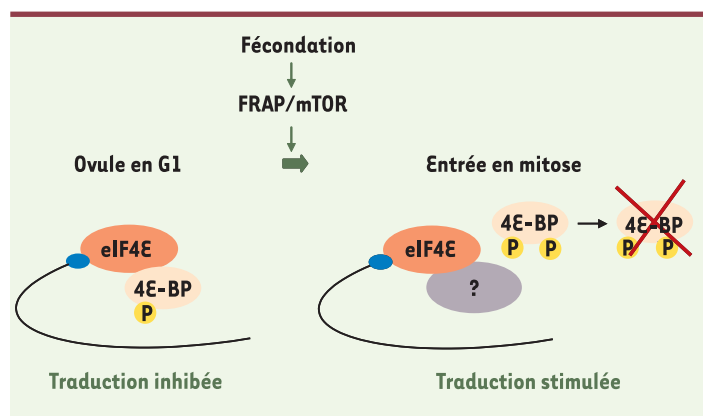 Fécondation
FRAP/mTOR
Ovule en G1
Entrée en mitose
eIF4E
4E-BP
P
eIF4E
?
4E-BP
P P
4E-BP
P P
Traduction inhibée
Traduction stimulée